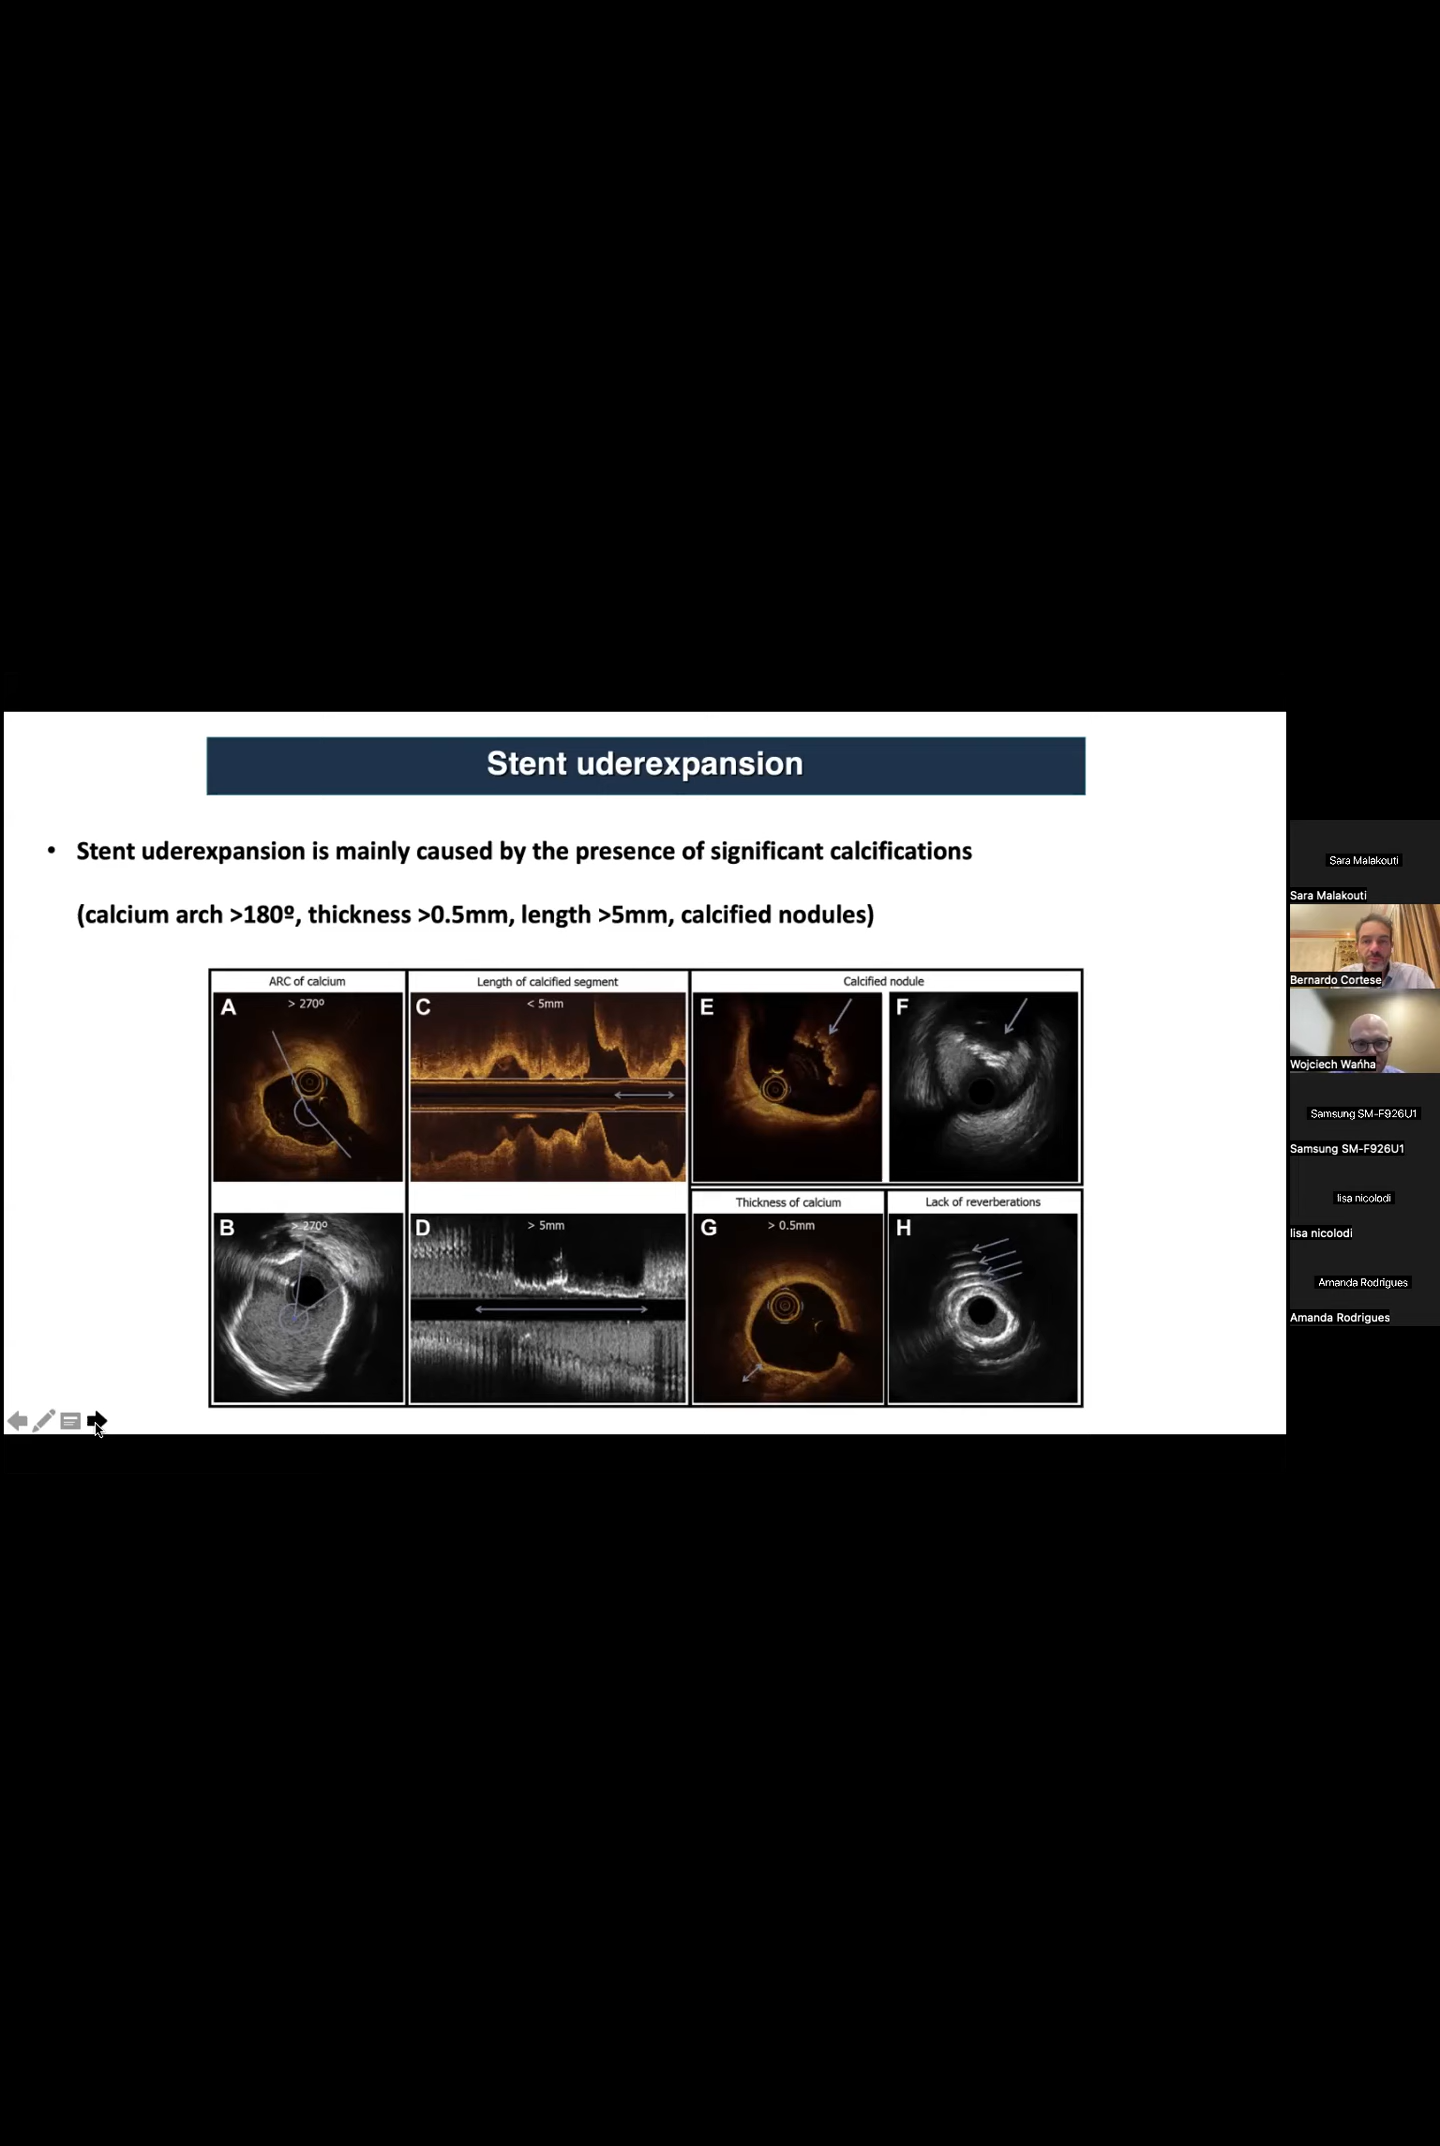 Stent uderexpansion
• Stent uderexpansion is mainly caused by the presence of significant calcifications
(calcium arch >180º, thickness >0.5mm, length >5mm, calcified nodules)
ARC of calcium
A
> 270º
B
> 270º
Length of calcified segment
C
< 5mm
D
> 5mm
Calcified nodule
E
F
Thickness of calcium
G
> 0.5mm
Lack of reverberations
H
Sara Malakouti
Sara Malakouti
Bernardo Cortese
Wojciech Wańha
Samsung SM-F926U1
Samsung SM-F926U1
lisa nicolodi
lisa nicolodi
Amanda Rodrigues
Amanda Rodrigues